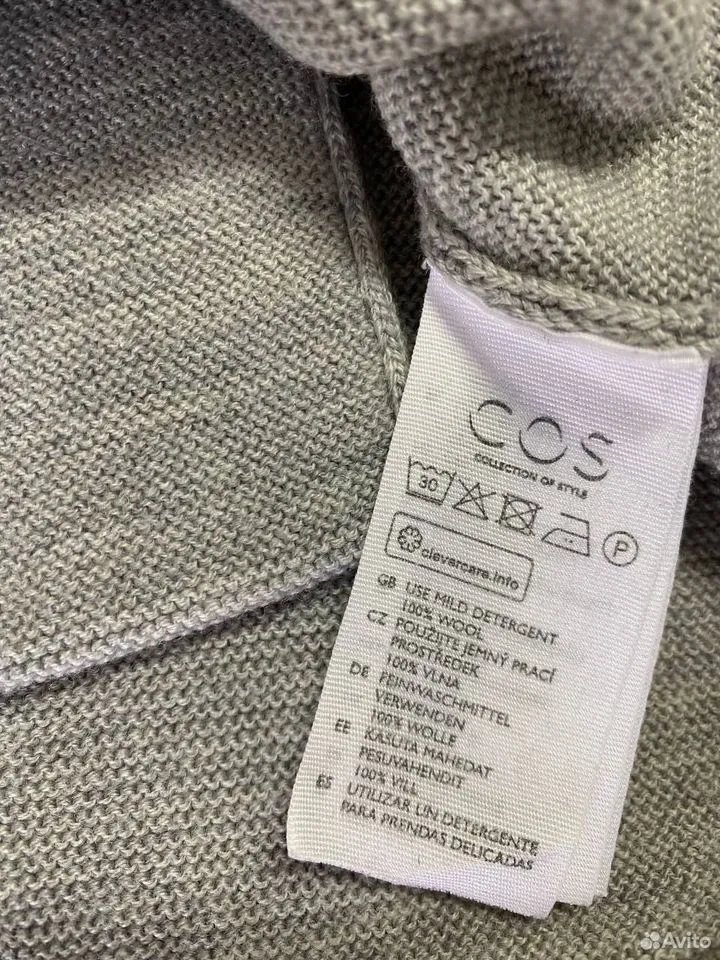 COS
COLLECTION OF STYLE
30
P
clevercare.info
GB USE MILD DETERGENT
100% WOOL
CZ POUŽIJTE JEMNÝ PRACÍ
PROSTŘEDEK
100% VLNA
DE FEINWASCHMITTEL
VERWENDEN
100% WOLLE
EE KASUTA MAHEDAT
PESUVAHENDIT
100% VILL
ES UTILIZAR UN DETERGENTE
PARA PRENDAS DELICADAS
Avito